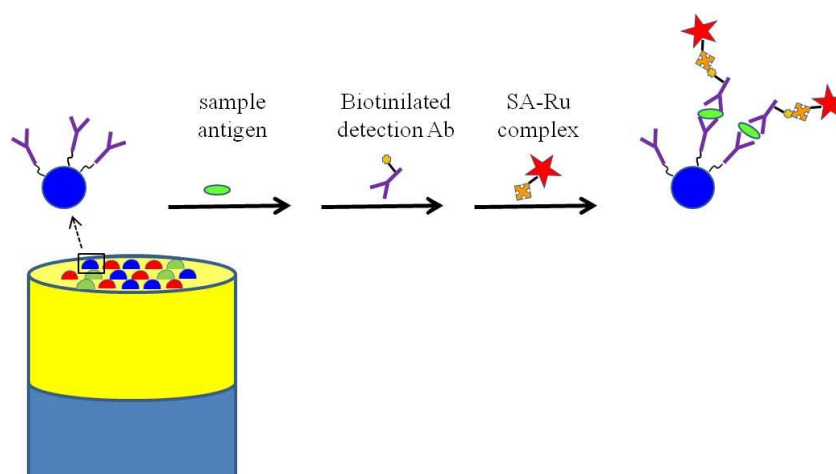 sample
antigen
Biotinilated
detection Ab
SA-Ru
complex